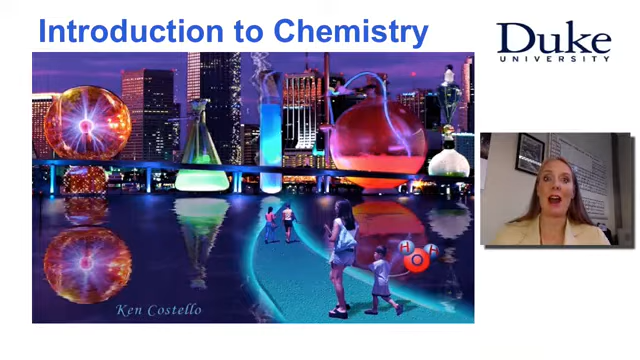 Introduction to Chemistry
Duke
UNIVERSITY
H O F
Ken Costello